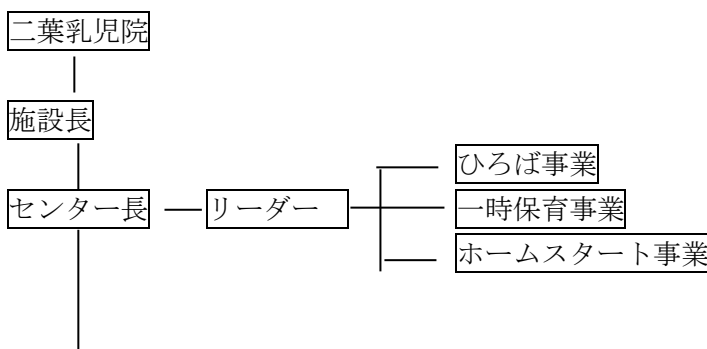 二葉乳児院
施設長
センター長
リーダー
ひろば事業
一時保育事業
ホームスタート事業